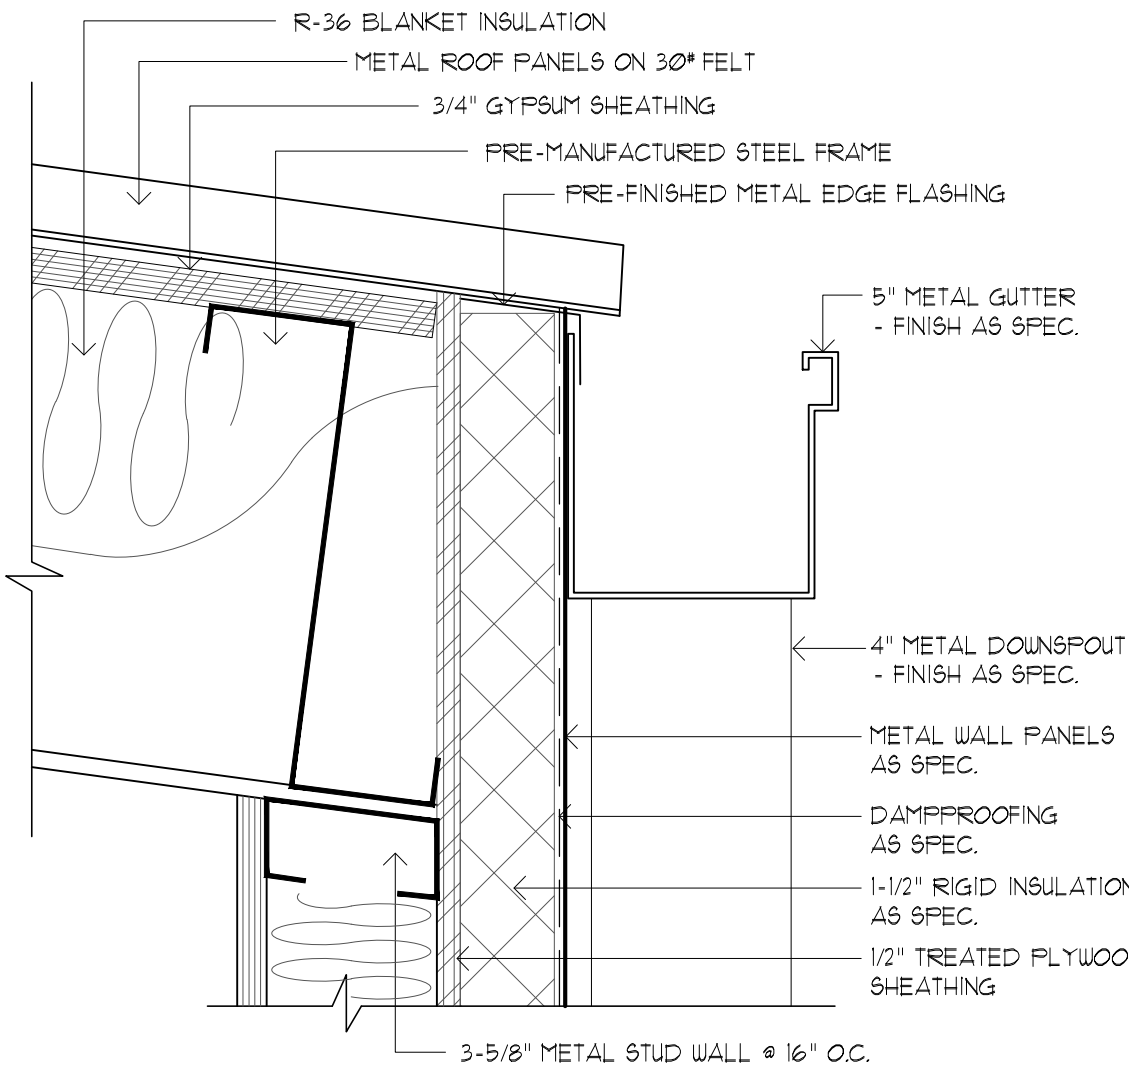 R-36 BLANKET INSULATION
METAL ROOF PANELS ON 30# FELT
3/4" GYPSUM SHEATHING
PRE-MANUFACTURED STEEL FRAME
PRE-FINISHED METAL EDGE FLASHING
5" METAL GUTTER
- FINISH AS SPEC.
4" METAL DOWNSPOUT
- FINISH AS SPEC.
METAL WALL PANELS
AS SPEC.
DAMPPROOFING
AS SPEC.
1-1/2" RIGID INSULATION
AS SPEC.
1/2" TREATED PLYWOO
SHEATHING
3-5/8" METAL STUD WALL @ 16" O.C.